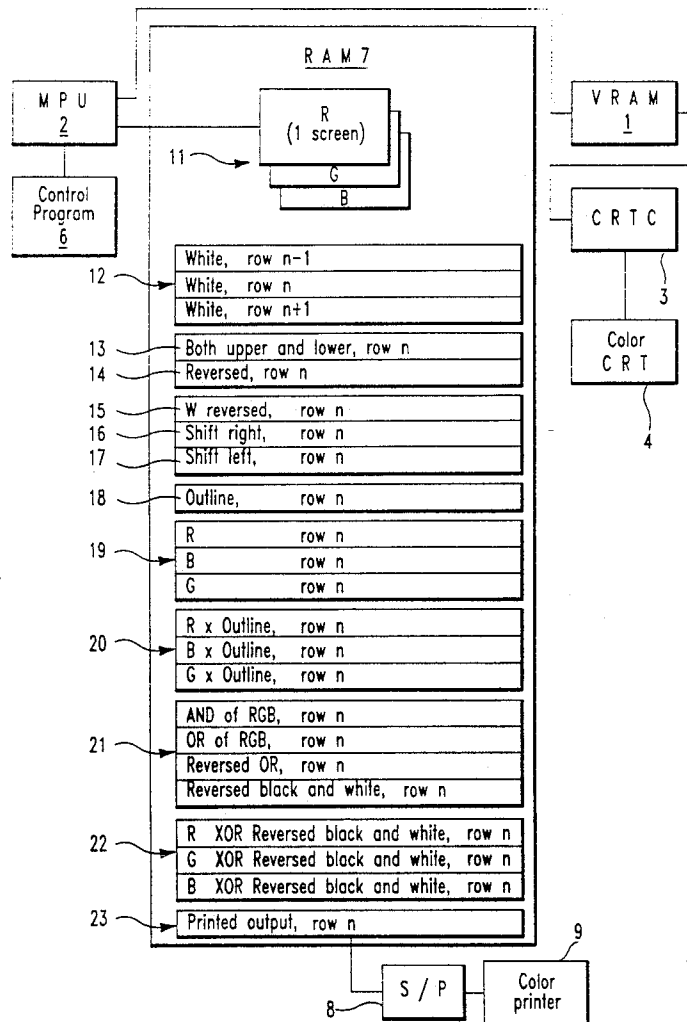 RAM 7
MPU
2
R
(1 screen)
VRAM
1
11
G
B
Control
Program
6
CRTC
3
12
White, row n-1
White, row n
White, row n+1
Color
CRT
4
13
Both upper and lower, row n
14
Reversed, row n
15
W reversed, row n
16
Shift right, row n
17
Shift left, row n
18
Outline, row n
19
R row n
B row n
G row n
20
R x Outline, row n
B x Outline, row n
G x Outline, row n
21
AND of RGB, row n
OR of RGB, row n
Reversed OR, row n
Reversed black and white, row n
22
R XOR Reversed black and white, row n
G XOR Reversed black and white, row n
B XOR Reversed black and white, row n
23
Printed output, row n
9
8
S / P
Color
printer